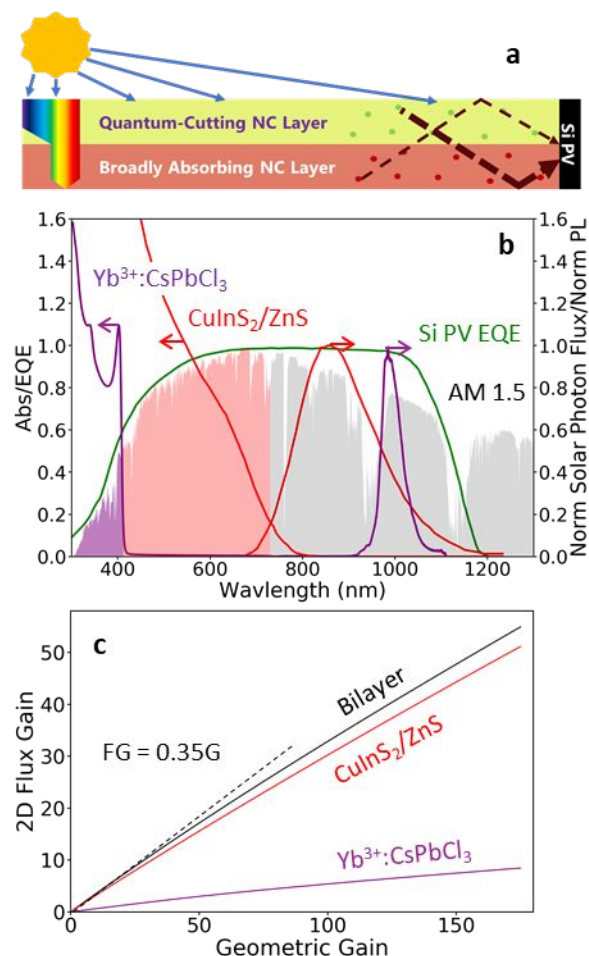 a
Quantum-Cutting NC Layer
Broadly Absorbing NC Layer
Si PV
b
Yb³⁺:CsPbCl₃
CuInS₂/ZnS
Si PV EQE
AM 1.5
Abs/EQE
Norm Solar Photon Flux/Norm PL
1.6
1.4
1.2
1.0
0.8
0.6
0.4
0.2
0.0
1.6
1.4
1.2
1.0
0.8
0.6
0.4
0.2
0.0
400 600 800 1000 1200
Wavelength (nm)
c
Bilayer
CuInS₂/ZnS
FG = 0.35G
Yb³⁺:CsPbCl₃
2D Flux Gain
50
40
30
20
10
0
0 50 100 150
Geometric Gain